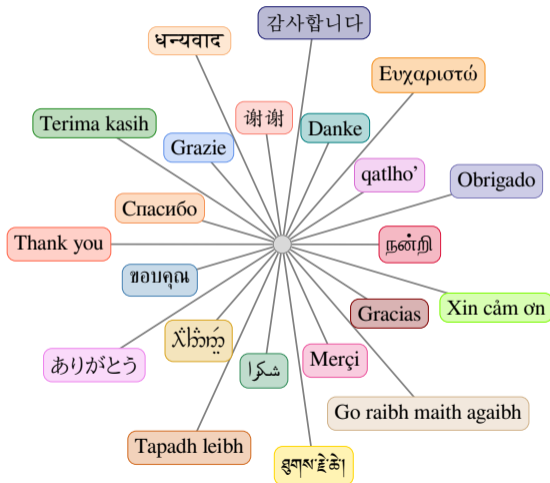 감사합니다
धन्यवाद
Ευχαριστώ
谢谢
Terima kasih
Danke
Grazie
qatlho’
Obrigado
Спасибо
Thank you
நன்றி
ขอบคุณ
Xin cảm ơn
Gracias
ありがとう
شكرا
Merçi
Go raibh maith agaibh
Tapadh leibh
ཐུགས་རྗེ་ཆེ།